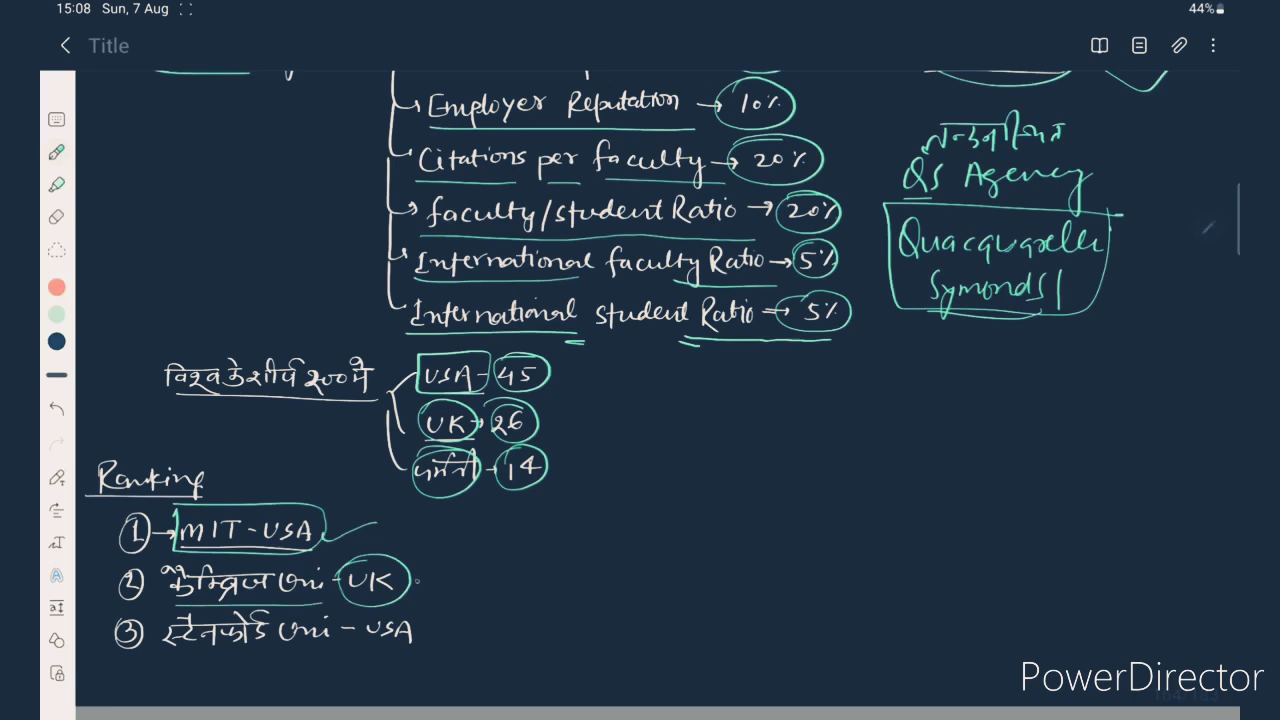 15:08 Sun, 7 Aug
44%
Title
Employer Reputation → 10%
Citations per faculty → 20%
faculty/student Ratio → 20%
International faculty Ratio → 5%
International student Ratio → 5%
QS Agency
Quacquarelli
Symonds
विश्व के शीर्ष 200 में
USA - 45
UK - 26
जर्मनी - 14
Ranking
① → MIT - USA
② कैम्ब्रिज Uni - UK
③ स्टैनफोर्ड Uni - USA
PowerDirector